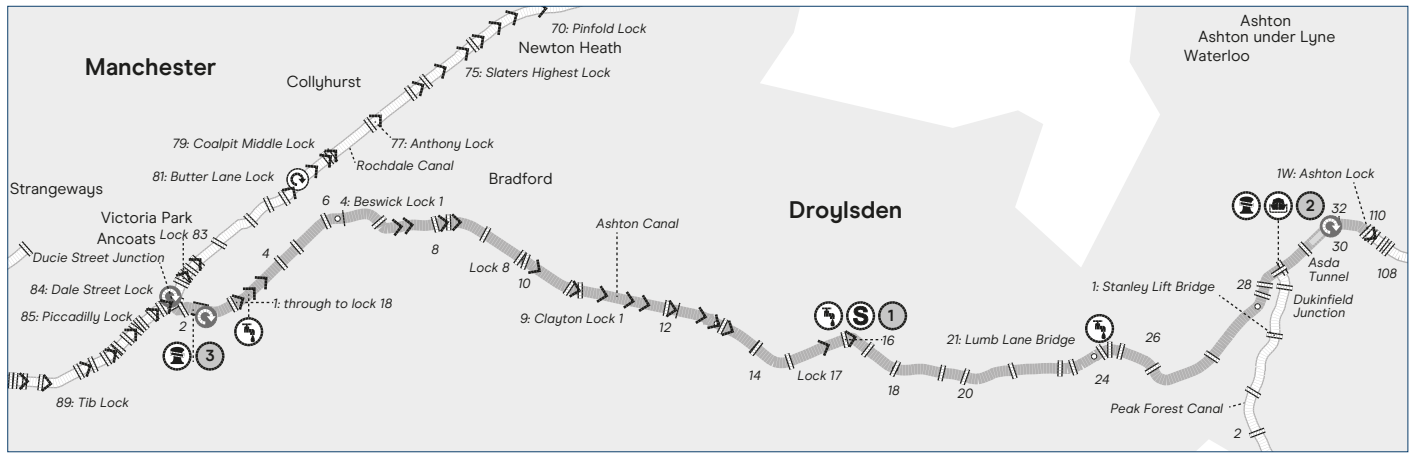 70: Pinfold Lock
Newton Heath
75: Slaters Highest Lock
Manchester
Collyhurst
79: Coalpit Middle Lock
77: Anthony Lock
Rochdale Canal
81: Butter Lane Lock
Strangeways
Bradford
Victoria Park
Ancoats
Lock 83
6
4: Beswick Lock 1
Ashton Canal
Droylsden
Ducie Street Junction
4
8
Lock 8
10
84: Dale Street Lock
1: through to lock 18
9: Clayton Lock 1
12
85: Piccadilly Lock
2
3
14
Lock 17
S
1
16
18
20
21: Lumb Lane Bridge
24
26
89: Tib Lock
Ashton
Ashton under Lyne
Waterloo
1W: Ashton Lock
2
32
110
30
108
Asda
Tunnel
28
1: Stanley Lift Bridge
Dukinfield
Junction
Peak Forest Canal
2